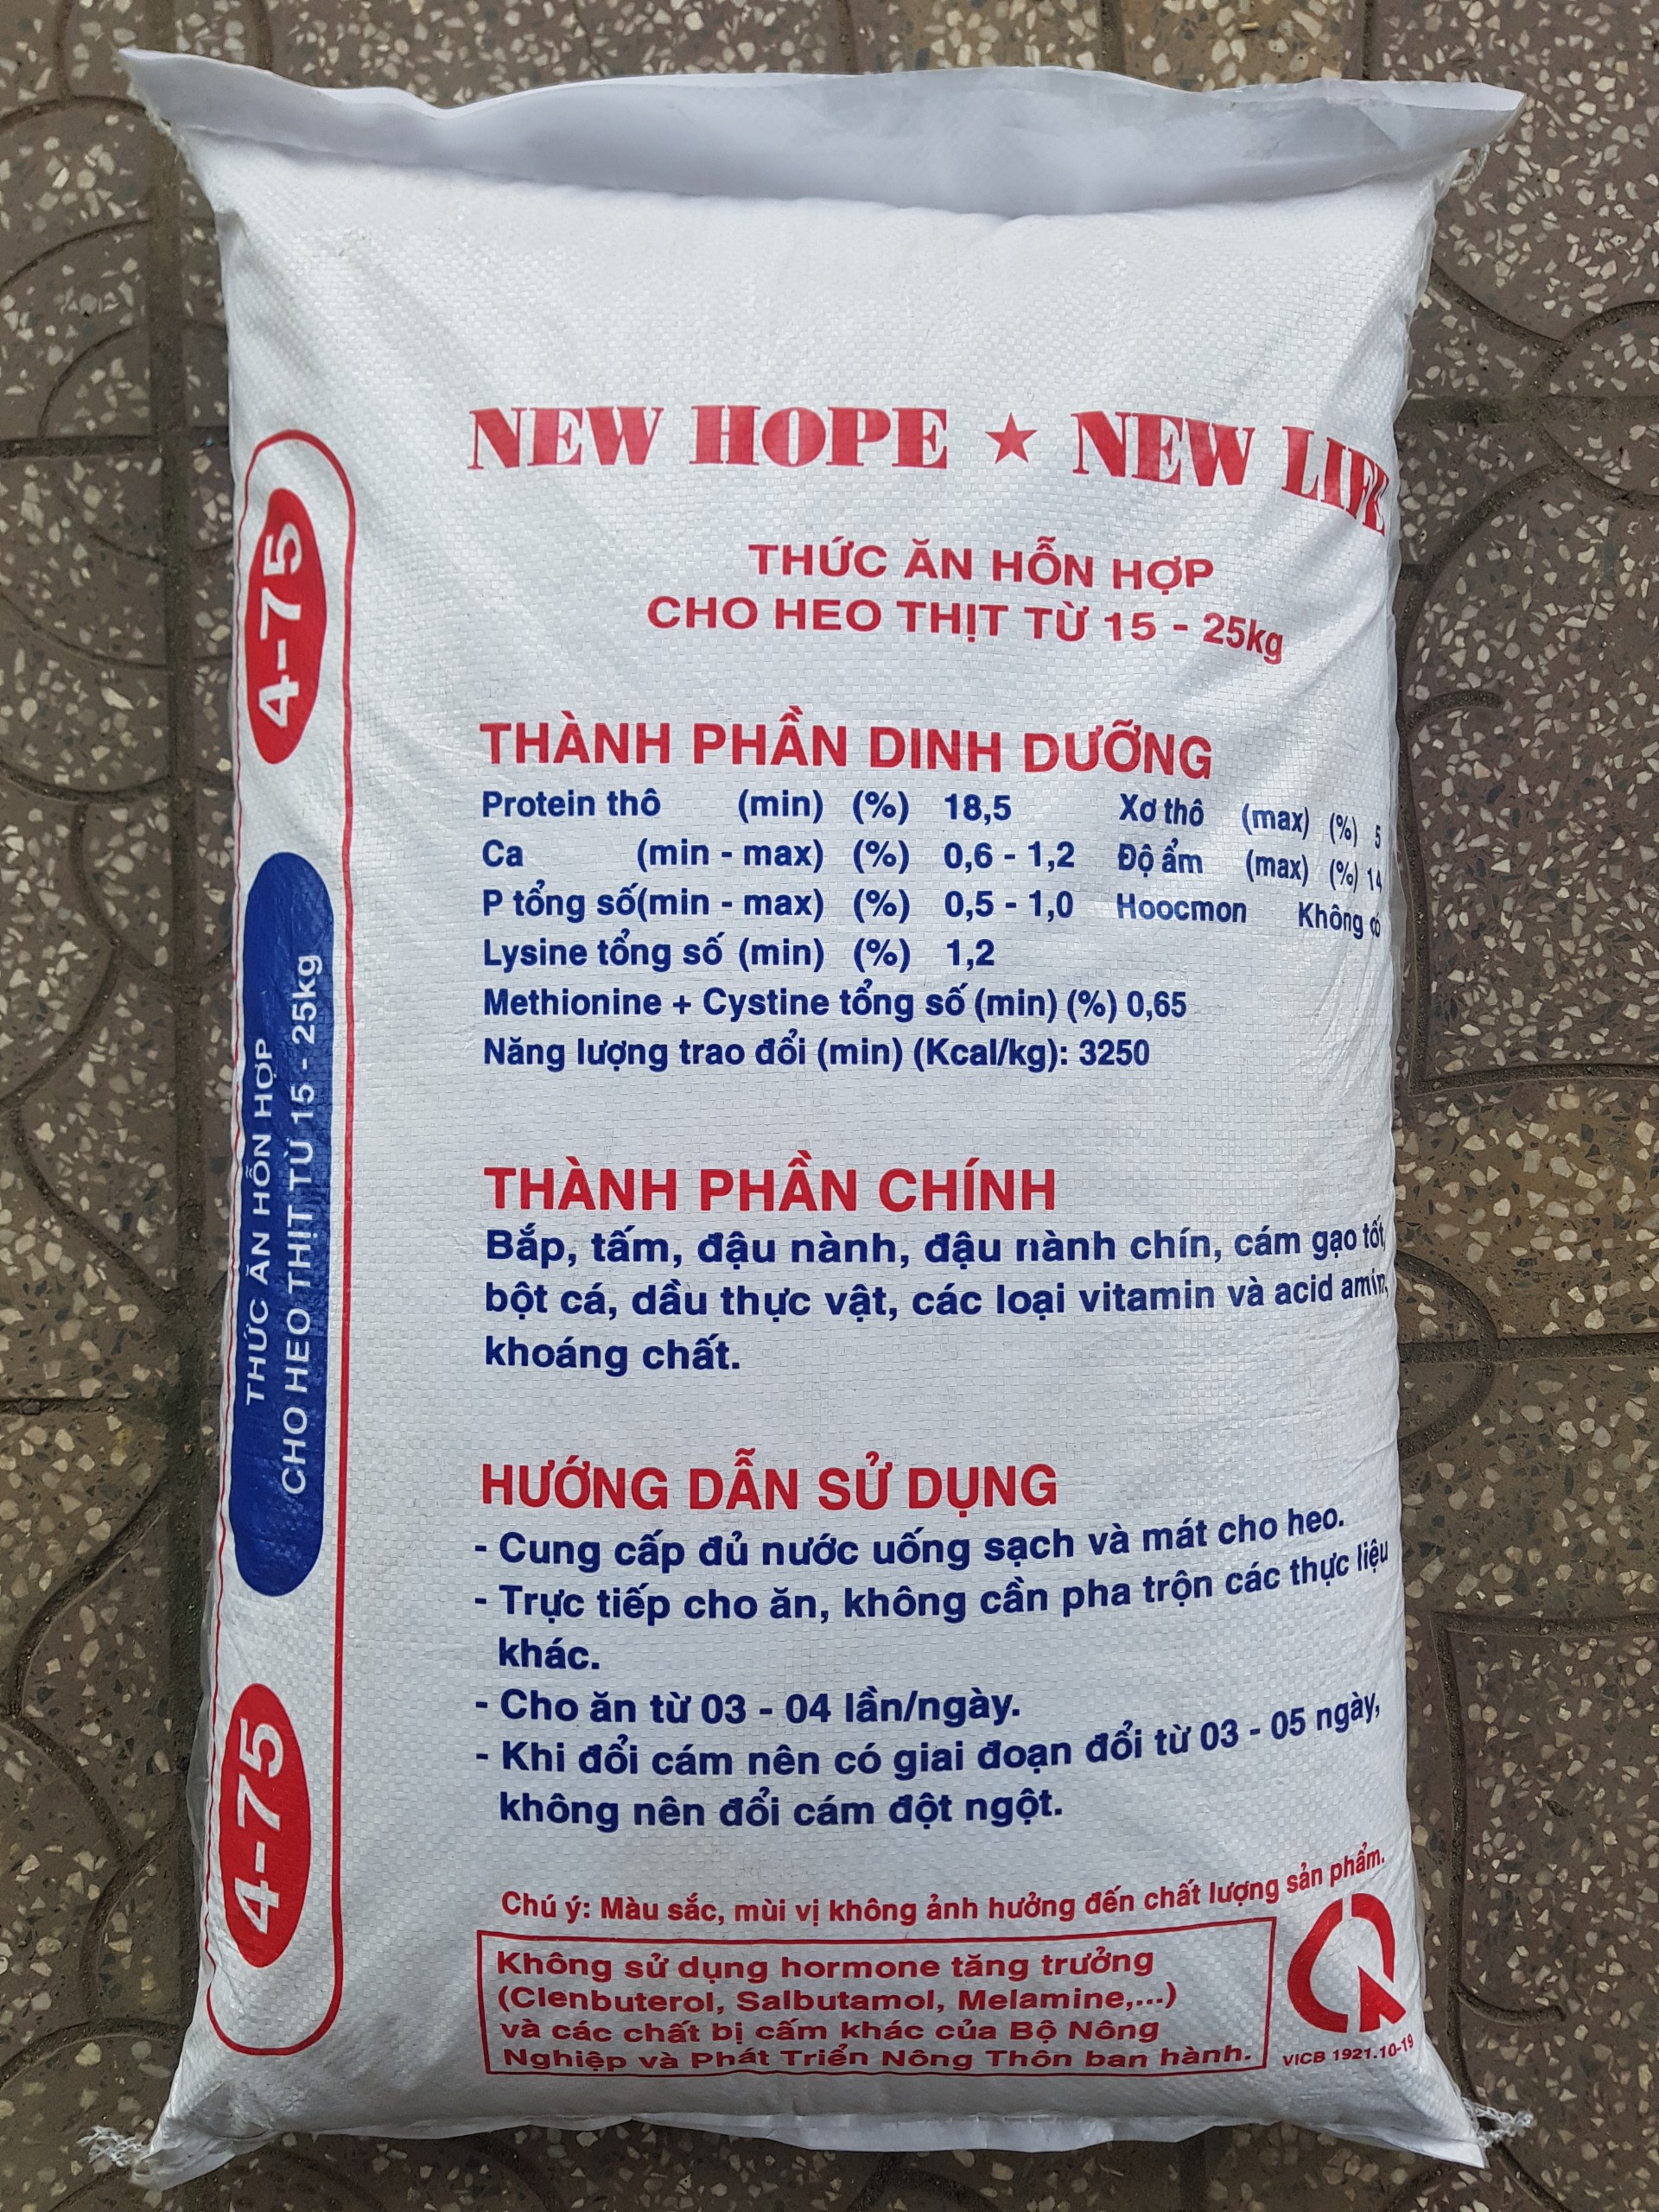 NEW HOPE ★ NEW LIFE
THỨC ĂN HỖN HỢP
CHO HEO THỊT TỪ 15 - 25kg
THÀNH PHẦN DINH DƯỠNG
Protein thô (min) (%) 18,5 Xơ thô (max) (%) 5
Ca (min - max) (%) 0,6 - 1,2 Độ ẩm (max) (%) 14
P tổng số(min - max) (%) 0,5 - 1,0 Hoocmon Không có
Lysine tổng số (min) (%) 1,2
Methionine + Cystine tổng số (min) (%) 0,65
Năng lượng trao đổi (min) (Kcal/kg): 3250
THÀNH PHẦN CHÍNH
Bắp, tấm, đậu nành, đậu nành chín, cám gạo tốt,
bột cá, dầu thực vật, các loại vitamin và acid amin,
khoáng chất.
HƯỚNG DẪN SỬ DỤNG
- Cung cấp đủ nước uống sạch và mát cho heo.
- Trực tiếp cho ăn, không cần pha trộn các thực liệu
khác.
- Cho ăn từ 03 - 04 lần/ngày.
- Khi đổi cám nên có giai đoạn đổi từ 03 - 05 ngày,
không nên đổi cám đột ngột.
Chú ý: Màu sắc, mùi vị không ảnh hưởng đến chất lượng sản phẩm.
Không sử dụng hormone tăng trưởng
(Clenbuterol, Salbutamol, Melamine,...)
và các chất bị cấm khác của Bộ Nông
Nghiệp và Phát Triển Nông Thôn ban hành.
VICB 1921.10-19
4-75
THỨC ĂN HỖN HỢP
CHO HEO THỊT TỪ 15 - 25kg
4-75